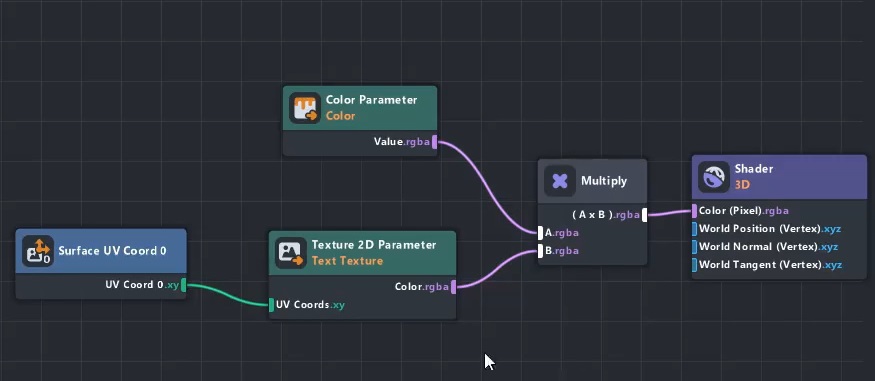 Color Parameter
Color
Value.rgba
Surface UV Coord 0
0
UV Coord 0.xy
Texture 2D Parameter
Text Texture
Color.rgba
UV Coords.xy
Multiply
( A x B ).rgba
A.rgba
B.rgba
Shader
3D
Color (Pixel).rgba
World Position (Vertex).xyz
World Normal (Vertex).xyz
World Tangent (Vertex).xyz